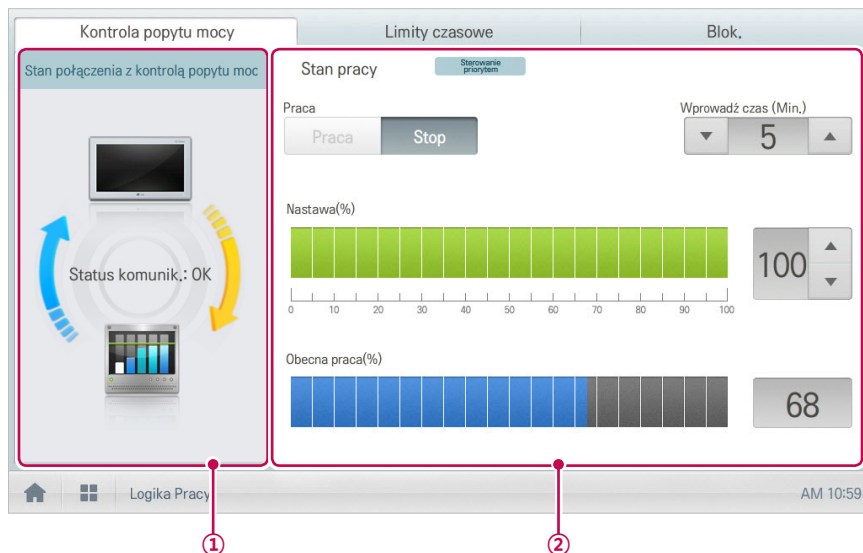 Kontrola popytu mocy
Limity czasowe
Blok.
Stan połączenia z kontrolą popytu moc
Status komunik.: OK
Stan pracy
Sterowanie
priorytem
Praca
Wprowadź czas (Min.)
Praca
Stop
5
Nastawa(%)
100
0 10 20 30 40 50 60 70 80 90 100
Obecna praca(%)
68
Logika Pracy
AM 10:59
① ②